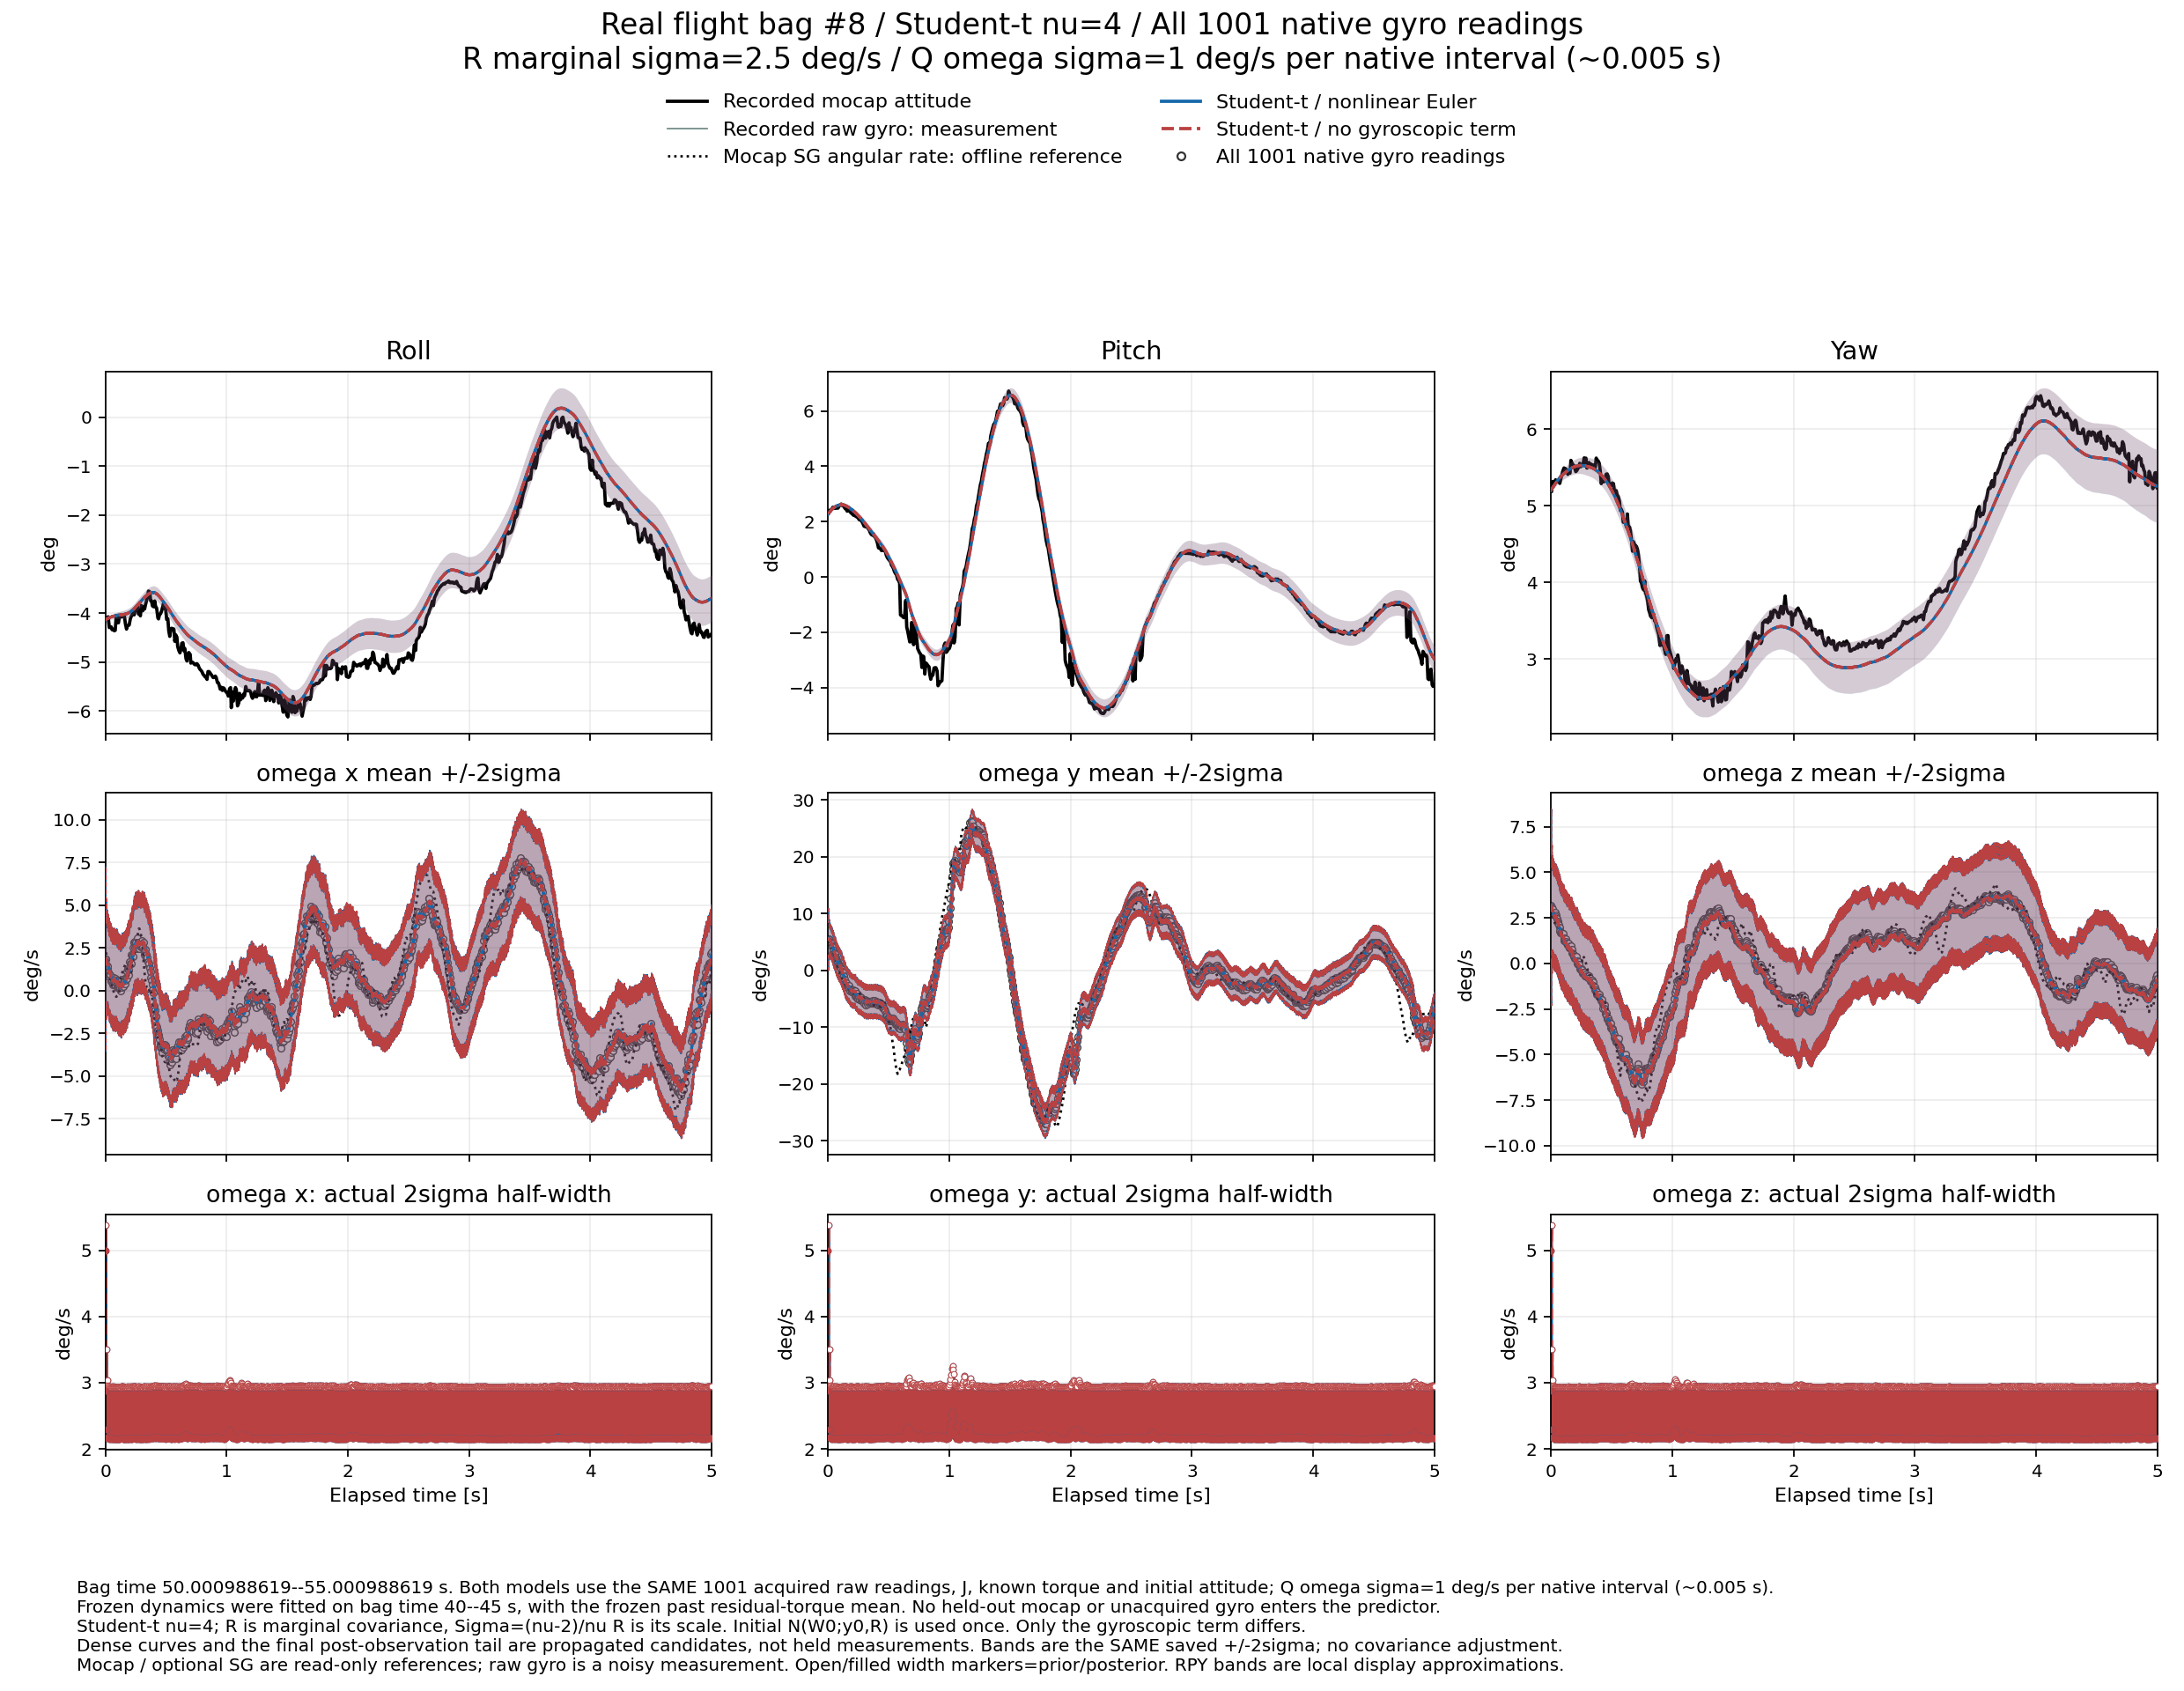 Real flight bag #8 / Student-t nu=4 / All 1001 native gyro readings
R marginal sigma=2.5 deg/s / Q omega sigma=1 deg/s per native interval (~0.005 s)
Recorded mocap attitude
Recorded raw gyro: measurement
Mocap SG angular rate: offline reference
Student-t / nonlinear Euler
Student-t / no gyroscopic term
All 1001 native gyro readings
Roll
deg
0
−1
−2
−3
−4
−5
−6
Pitch
deg
6
4
2
0
−2
−4
Yaw
deg
6
5
4
3
omega x mean +/-2sigma
deg/s
10.0
7.5
5.0
2.5
0.0
−2.5
−5.0
−7.5
omega y mean +/-2sigma
deg/s
30
20
10
0
−10
−20
−30
omega z mean +/-2sigma
deg/s
7.5
5.0
2.5
0.0
−2.5
−5.0
−7.5
−10.0
omega x: actual 2sigma half-width
deg/s
5
4
3
2
0 1 2 3 4 5
Elapsed time [s]
omega y: actual 2sigma half-width
deg/s
5
4
3
2
0 1 2 3 4 5
Elapsed time [s]
omega z: actual 2sigma half-width
deg/s
5
4
3
2
0 1 2 3 4 5
Elapsed time [s]
Bag time 50.000988619--55.000988619 s. Both models use the SAME 1001 acquired raw readings, J, known torque and initial attitude; Q omega sigma=1 deg/s per native interval (~0.005 s).
Frozen dynamics were fitted on bag time 40--45 s, with the frozen past residual-torque mean. No held-out mocap or unacquired gyro enters the predictor.
Student-t nu=4; R is marginal covariance, Sigma=(nu-2)/nu R is its scale. Initial N(W0;y0,R) is used once. Only the gyroscopic term differs.
Dense curves and the final post-observation tail are propagated candidates, not held measurements. Bands are the SAME saved +/-2sigma; no covariance adjustment.
Mocap / optional SG are read-only references; raw gyro is a noisy measurement. Open/filled width markers=prior/posterior. RPY bands are local display approximations.